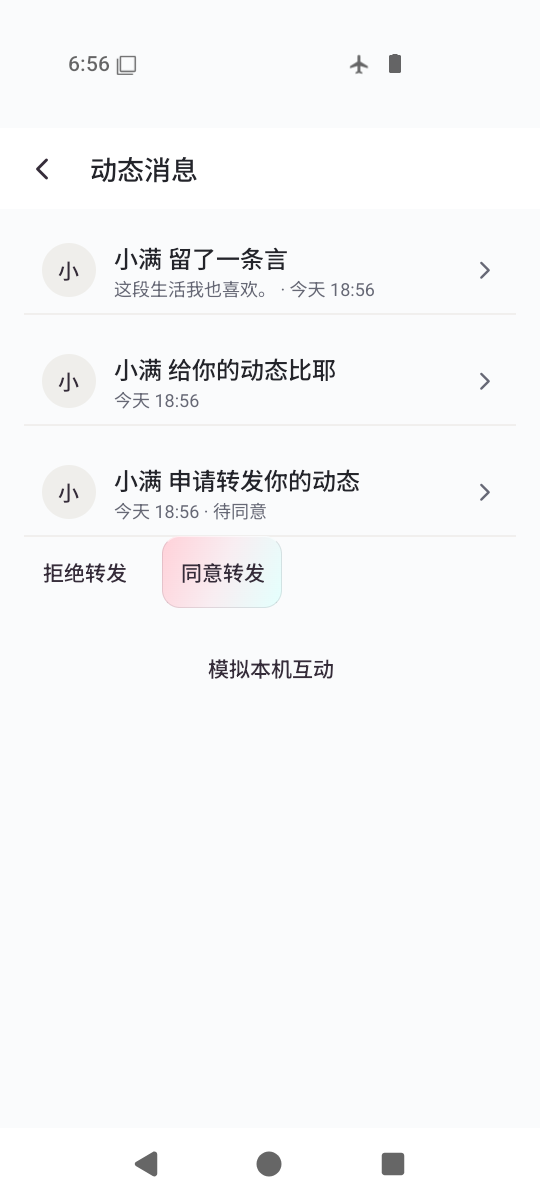 6:56
动态消息
小
小满 留了一条言
这段生活我也喜欢。 · 今天 18:56
小
小满 给你的动态比耶
今天 18:56
小
小满 申请转发你的动态
今天 18:56 · 待同意
拒绝转发 同意转发
模拟本机互动